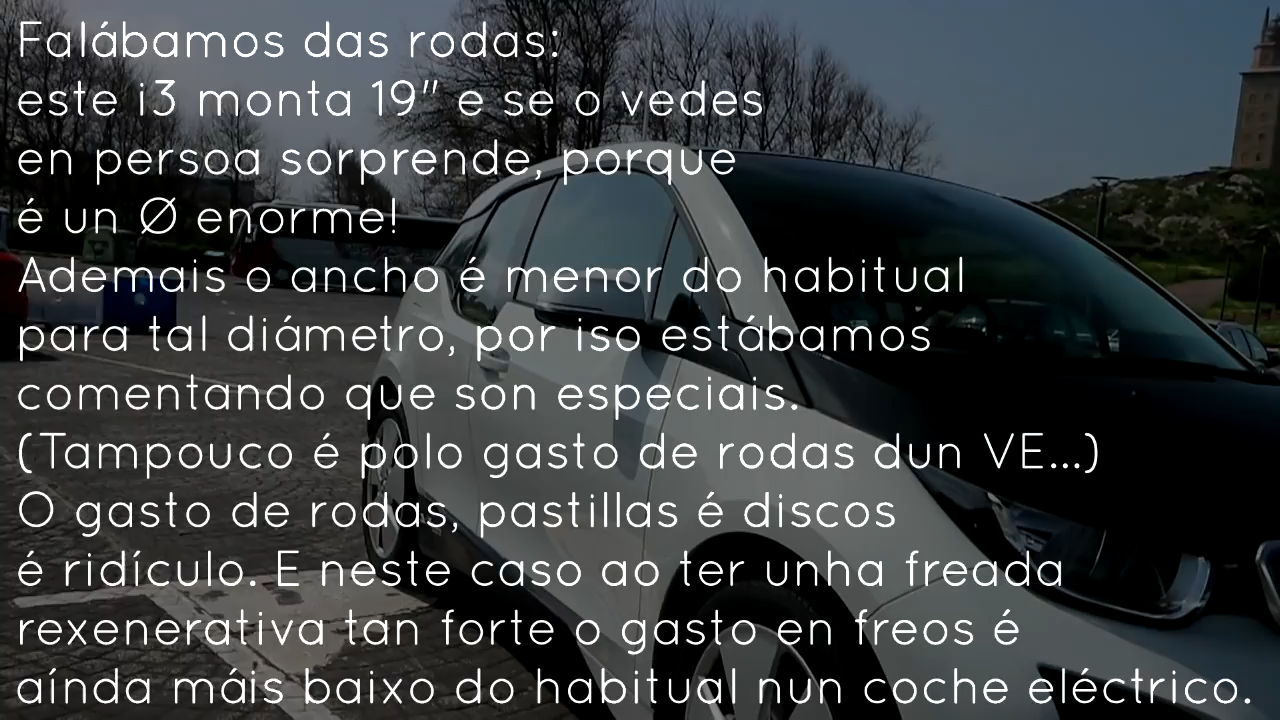 Falábamos das rodas:
este i3 monta 19" e se o vedes
en persoa sorprende, porque
é un Ø enorme!
Ademais o ancho é menor do habitual
para tal diámetro, por iso estábamos
comentando que son especiais.
(Tampouco é polo gasto de rodas dun VE...)
O gasto de rodas, pastillas é discos
é ridículo. E neste caso ao ter unha freada
rexenerativa tan forte o gasto en freos é
aínda máis baixo do habitual nun coche eléctrico.